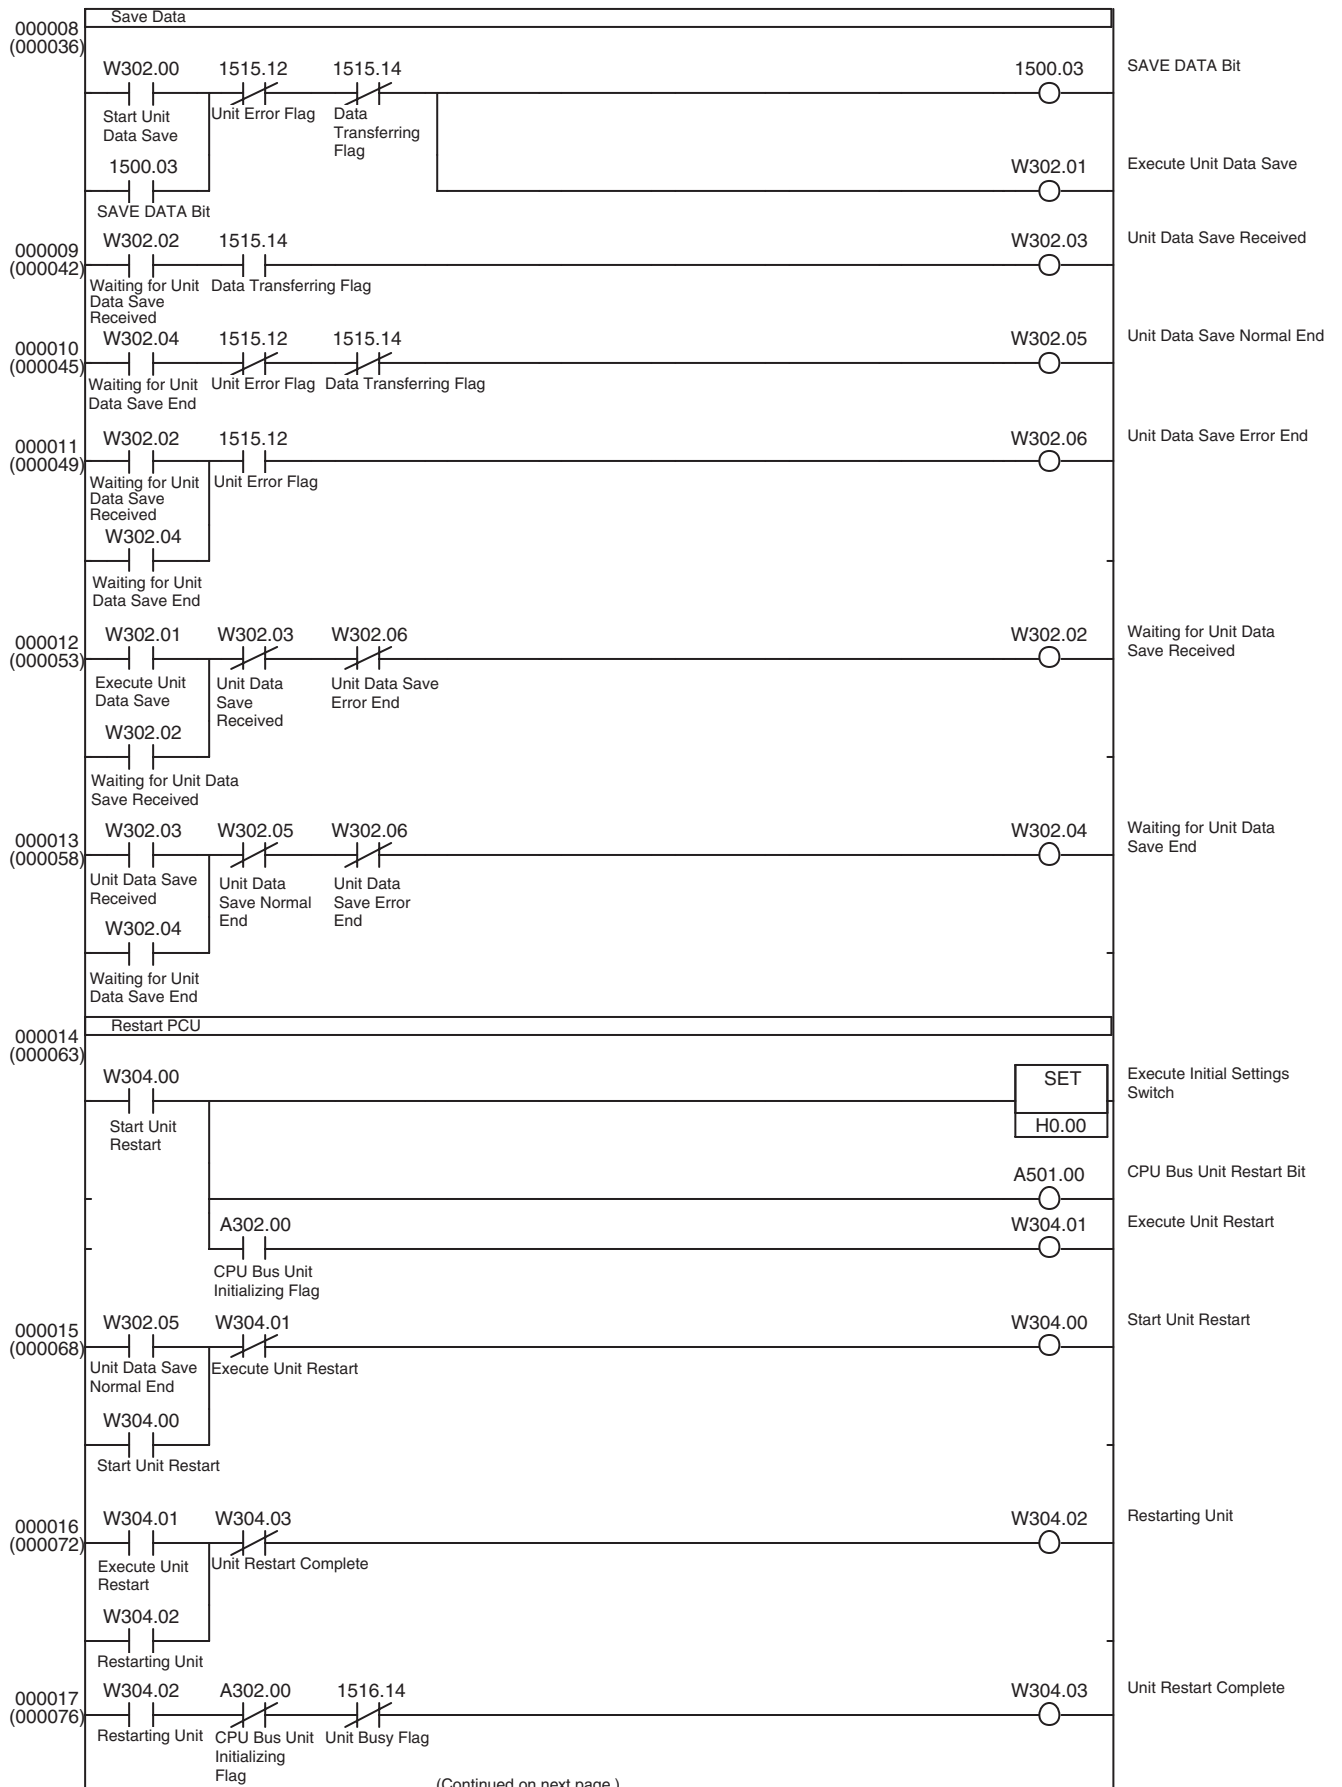 Save Data
000008
(000036)
W302.00 1515.12 1515.14 1500.03 SAVE DATA Bit
Start Unit Unit Error Flag Data
Data Save Transferring
Flag
1500.03 W302.01 Execute Unit Data Save
SAVE DATA Bit
000009 W302.02 1515.14 W302.03 Unit Data Save Received
(000042)
Waiting for Unit Data Transferring Flag
Data Save
Received
000010 W302.04 1515.12 1515.14 W302.05 Unit Data Save Normal End
(000045)
Waiting for Unit Unit Error Flag Data Transferring Flag
Data Save End
000011 W302.02 1515.12 W302.06 Unit Data Save Error End
(000049)
Waiting for Unit Unit Error Flag
Data Save
Received
W302.04
Waiting for Unit
Data Save End
000012 W302.01 W302.03 W302.06 W302.02 Waiting for Unit Data
(000053) Save Received
Execute Unit Unit Data Unit Data Save
Data Save Save Error End
Received
W302.02
Waiting for Unit Data
Save Received
000013 W302.03 W302.05 W302.06 W302.04 Waiting for Unit Data
(000058) Save End
Unit Data Save Unit Data Unit Data
Received Save Normal Save Error
End End
W302.04
Waiting for Unit
Data Save End
Restart PCU
000014
(000063)
W304.00 SET Execute Initial Settings
Switch
Start Unit H0.00
Restart
A501.00 CPU Bus Unit Restart Bit
A302.00 W304.01 Execute Unit Restart
CPU Bus Unit
Initializing Flag
000015 W302.05 W304.01 W304.00 Start Unit Restart
(000068)
Unit Data Save Execute Unit Restart
Normal End
W304.00
Start Unit Restart
000016 W304.01 W304.03 W304.02 Restarting Unit
(000072)
Execute Unit Unit Restart Complete
Restart
W304.02
Restarting Unit
000017 W304.02 A302.00 1516.14 W304.03 Unit Restart Complete
(000076)
Restarting Unit CPU Bus Unit Unit Busy Flag
Initializing
Flag
(Continued on next page.)